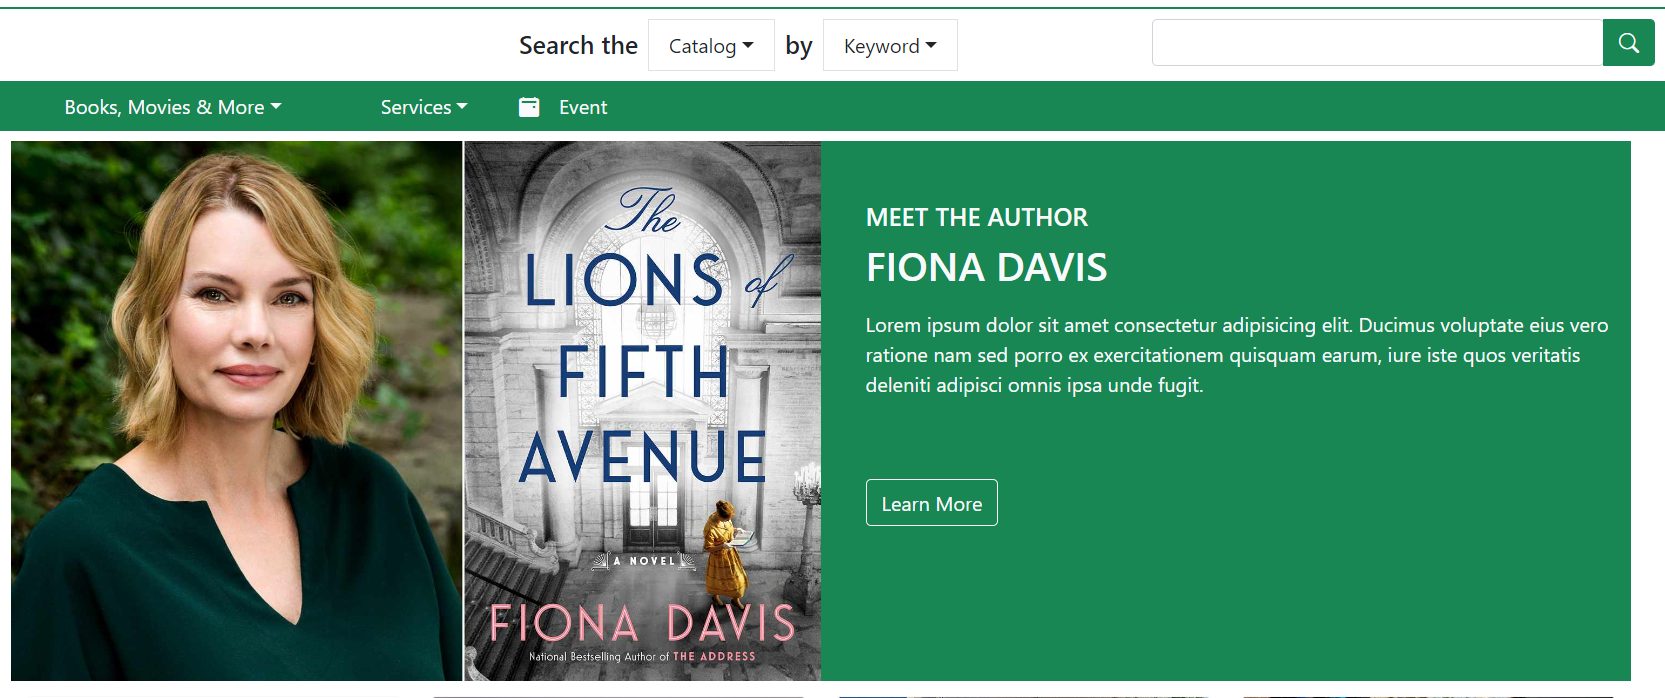 Search the Catalog by Keyword
Books, Movies & More Services Event
The
LIONS of
FIFTH
AVENUE
A NOVEL
FIONA DAVIS
National Bestselling Author of THE ADDRESS
MEET THE AUTHOR
FIONA DAVIS
Lorem ipsum dolor sit amet consectetur adipisicing elit. Ducimus voluptate eius vero
ratione nam sed porro ex exercitationem quisquam earum, iure iste quos veritatis
deleniti adipisci omnis ipsa unde fugit.
Learn More